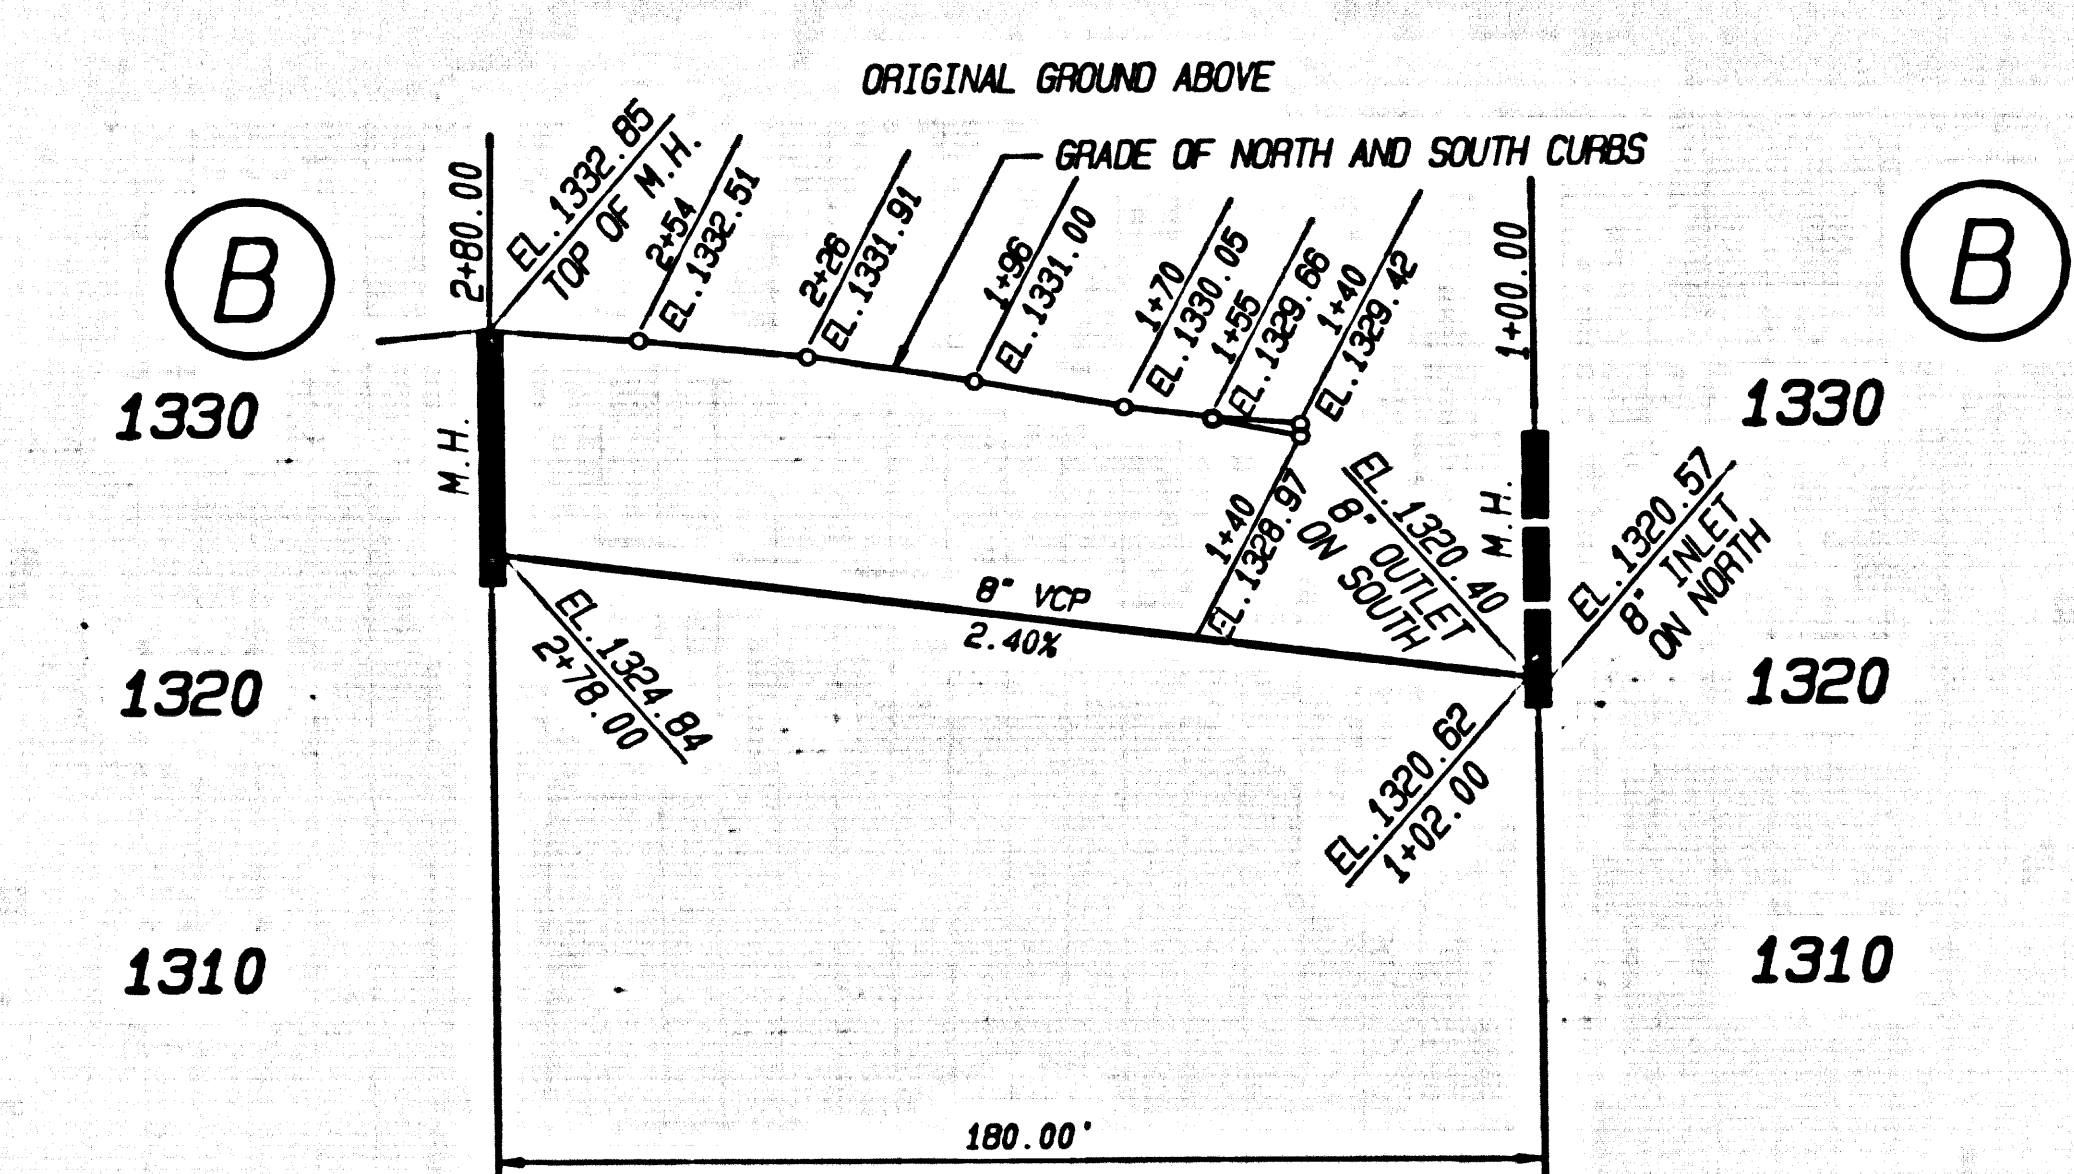 ORIGINAL GROUND ABOVE
GRADE OF NORTH AND SOUTH CURBS
B
2+80.00
EL.1332.85
TOP OF M.H.
2+54
EL.1332.51
2+28
EL.1331.91
1+96
EL.1331.00
1+70
EL.1330.05
1+55
EL.1329.66
1+40
EL.1329.42
1+00.00
B
1330
M.H.
1+40
EL.1328.97
EL.1320.40
8" OUTLET
ON SOUTH
M.H.
EL.1320.57
8" INLET
ON NORTH
1330
8" VCP
2.40%
1320
EL.1324.84
2+78.00
EL.1320.62
1+02.00
1320
1310
1310
180.00'